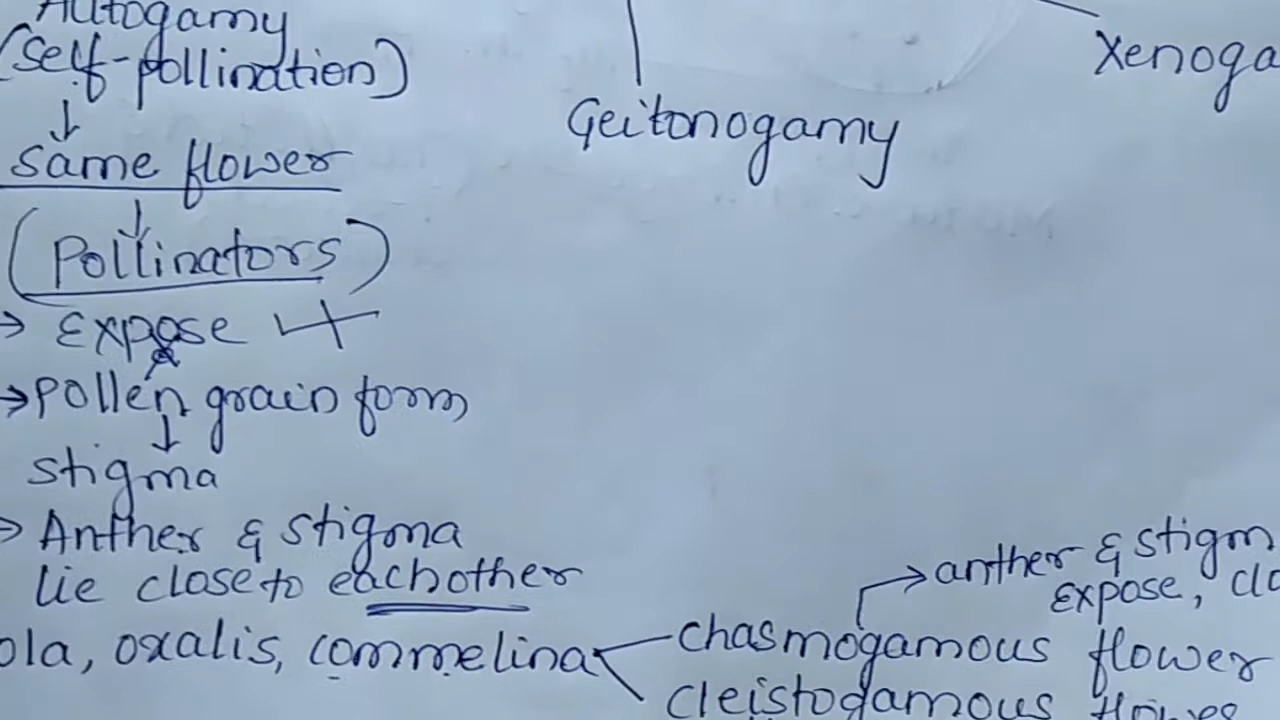 Autogamy
(Self-pollination)
↓
Same flower
↓
(Pollinators)
→ Expose
→ Pollen grain form
↓
Stigma
→ Anther & Stigma
lie close to eachother
ola, oxalis, commelina
Geitonogamy
Xenoga
→ anther & stigm
Expose, clo
Chasmogamous flower
Cleistogamous